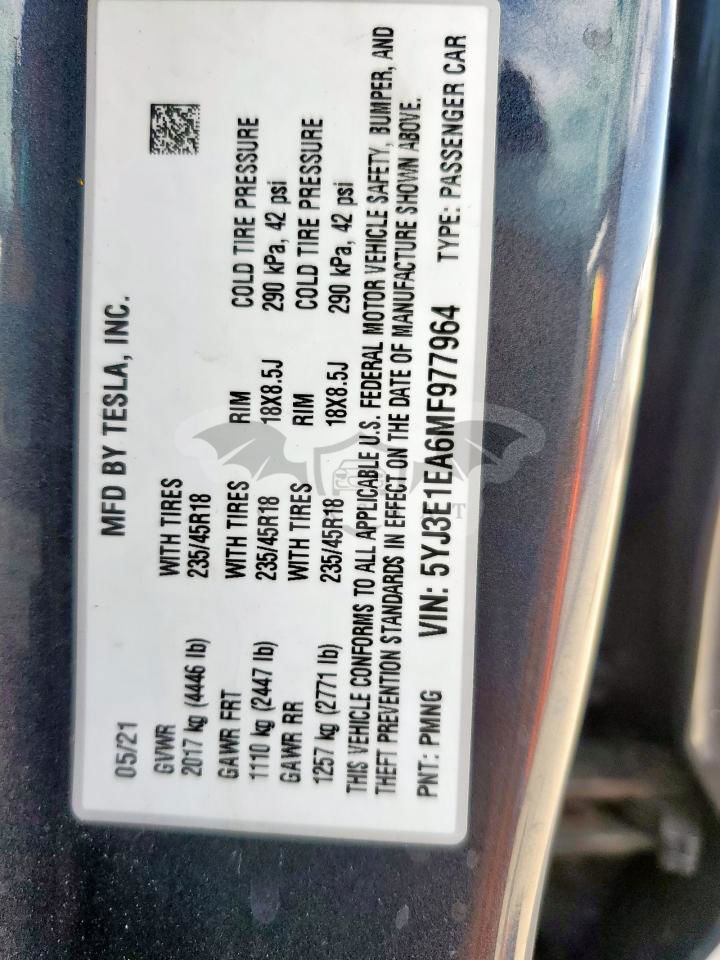 MFD BY TESLA, INC.
05/21
GVWR WITH TIRES
2017 kg (4446 lb) 235/45R18
GAWR FRT WITH TIRES RIM COLD TIRE PRESSURE
1110 kg (2447 lb) 235/45R18 18X8.5J 290 kPa, 42 psi
GAWR RR WITH TIRES RIM COLD TIRE PRESSURE
1257 kg (2771 lb) 235/45R18 18X8.5J 290 kPa, 42 psi
THIS VEHICLE CONFORMS TO ALL APPLICABLE U.S. FEDERAL MOTOR VEHICLE SAFETY, BUMPER, AND
THEFT PREVENTION STANDARDS IN EFFECT ON THE DATE OF MANUFACTURE SHOWN ABOVE.
PNT: PMNG VIN: 5YJ3E1EA6MF977964 TYPE: PASSENGER CAR